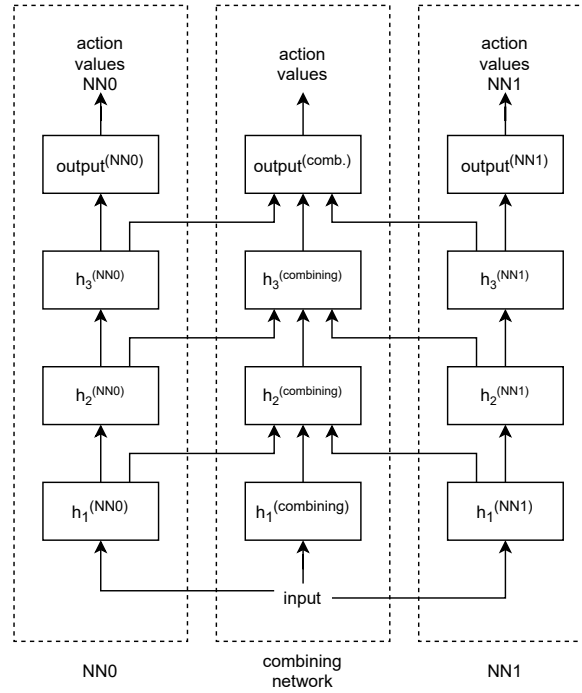 action
values
NN0
action
values
action
values
NN1
output(NN0)
output(comb.)
output(NN1)
h3(NN0)
h3(combining)
h3(NN1)
h2(NN0)
h2(combining)
h2(NN1)
h1(NN0)
h1(combining)
h1(NN1)
input
NN0
combining
network
NN1